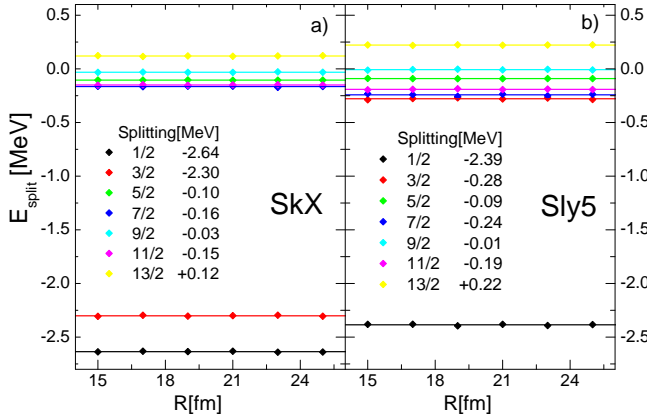 a)
b)
0.5
0.0
-0.5
-1.0
-1.5
-2.0
-2.5
E_split [MeV]
Splitting[MeV]
1/2 -2.64
3/2 -2.30
5/2 -0.10
7/2 -0.16
9/2 -0.03
11/2 -0.15
13/2 +0.12
SkX
Splitting[MeV]
1/2 -2.39
3/2 -0.28
5/2 -0.09
7/2 -0.24
9/2 -0.01
11/2 -0.19
13/2 +0.22
Sly5
0.5
0.0
-0.5
-1.0
-1.5
-2.0
-2.5
15 18 21 24
15 18 21 24
R[fm]
R[fm]